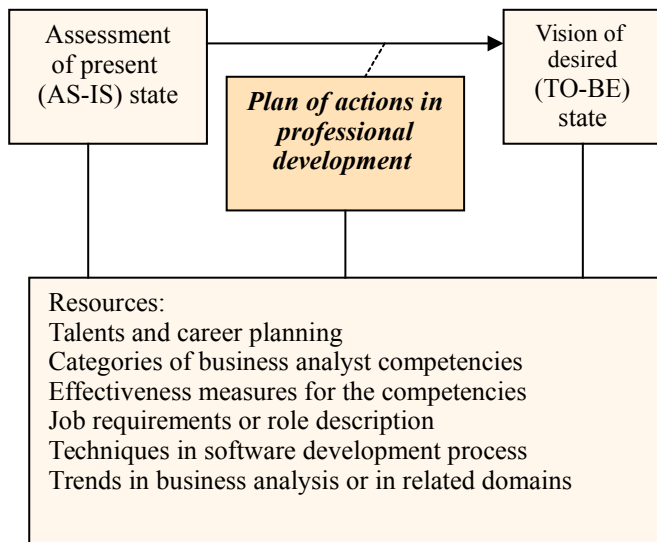 Assessment
of present
(AS-IS) state
Plan of actions in
professional
development
Vision of
desired
(TO-BE)
state
Resources:
Talents and career planning
Categories of business analyst competencies
Effectiveness measures for the competencies
Job requirements or role description
Techniques in software development process
Trends in business analysis or in related domains